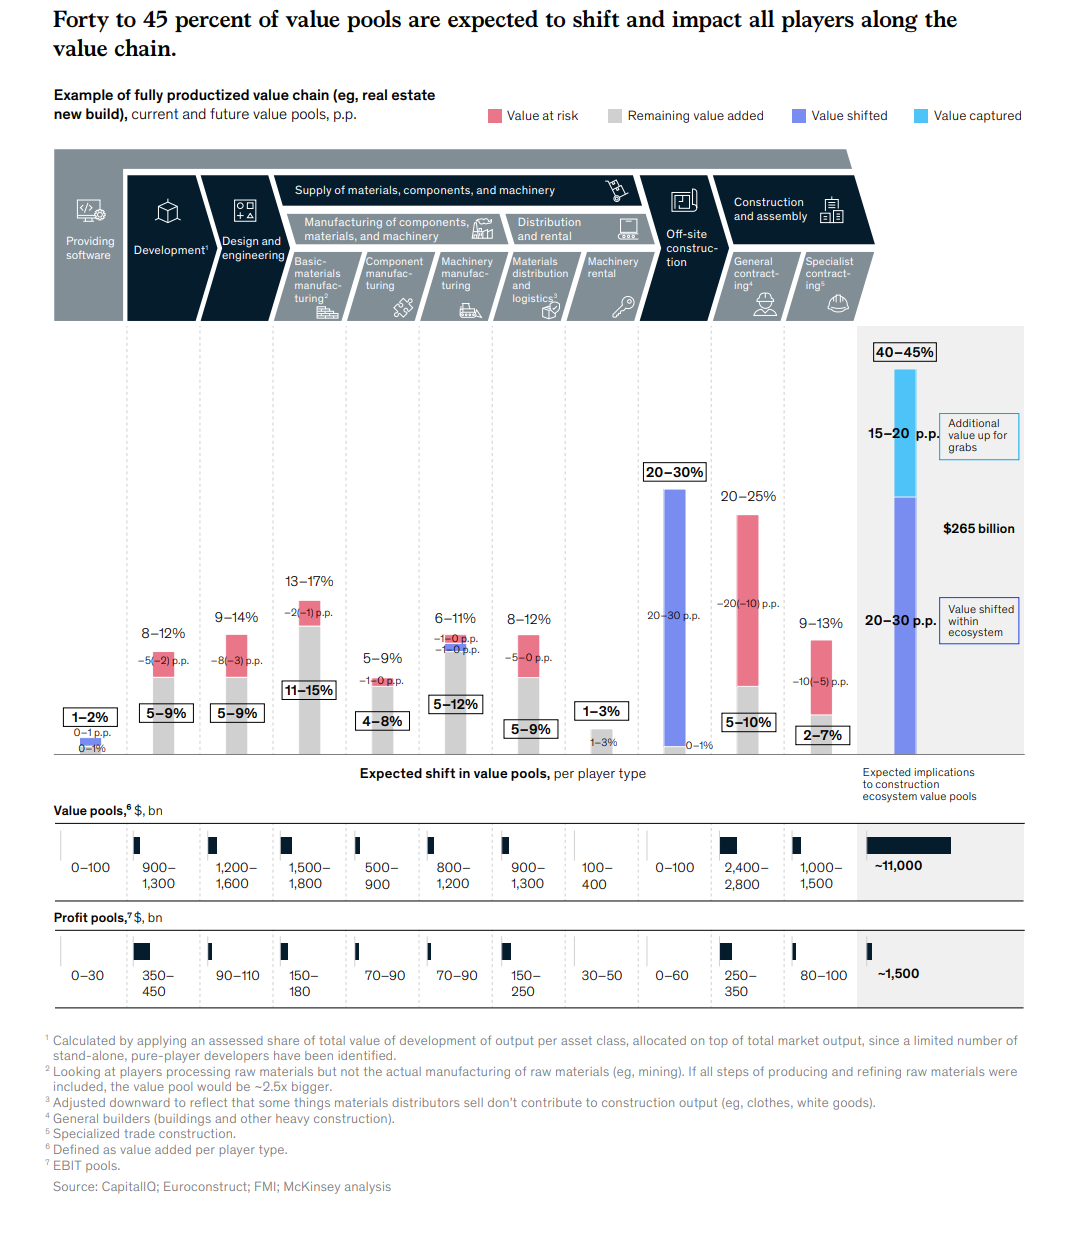 Forty to 45 percent of value pools are expected to shift and impact all players along the
value chain.
Example of fully productized value chain (eg, real estate
new build), current and future value pools, p.p.
Value at risk
Remaining value added
Value shifted
Value captured
Providing
software
Development¹
Design and
engineering
Supply of materials, components, and machinery
Manufacturing of components,
materials, and machinery
Distribution
and rental
Basic-
materials
manufac-
turing²
Component
manufac-
turing
Machinery
manufac-
turing
Materials
distribution
and
logistics³
Machinery
rental
Off-site
construc-
tion
Construction
and assembly
General
contract-
ing⁴
Specialist
contract-
ing⁵
1–2%
0–1 p.p.
0–1%
8–12%
–5(–2) p.p.
5–9%
9–14%
–8(–3) p.p.
5–9%
13–17%
–2(–1) p.p.
11–15%
5–9%
–1–0 p.p.
4–8%
6–11%
–1–0 p.p.
–1–0 p.p.
5–12%
8–12%
–5–0 p.p.
5–9%
1–3%
1–3%
20–30%
20–30 p.p.
0–1%
20–25%
–20(–10) p.p.
5–10%
9–13%
–10(–5) p.p.
2–7%
40–45%
15–20 p.p.
Additional
value up for
grabs
$265 billion
20–30 p.p.
Value shifted
within
ecosystem
Expected shift in value pools, per player type
Expected implications
to construction
ecosystem value pools
Value pools,⁶ $, bn
0–100
900–
1,300
1,200–
1,600
1,500–
1,800
500–
900
800–
1,200
900–
1,300
100–
400
0–100
2,400–
2,800
1,000–
1,500
~11,000
Profit pools,⁷ $, bn
0–30
350–
450
90–110
150–
180
70–90
70–90
150–
250
30–50
0–60
250–
350
80–100
~1,500
¹ Calculated by applying an assessed share of total value of development of output per asset class, allocated on top of total market output, since a limited number of
stand-alone, pure-player developers have been identified.
² Looking at players processing raw materials but not the actual manufacturing of raw materials (eg, mining). If all steps of producing and refining raw materials were
included, the value pool would be ~2.5x bigger.
³ Adjusted downward to reflect that some things materials distributors sell don't contribute to construction output (eg, clothes, white goods).
⁴ General builders (buildings and other heavy construction).
⁵ Specialized trade construction.
⁶ Defined as value added per player type.
⁷ EBIT pools.
Source: CapitalIQ; Euroconstruct; FMI; McKinsey analysis